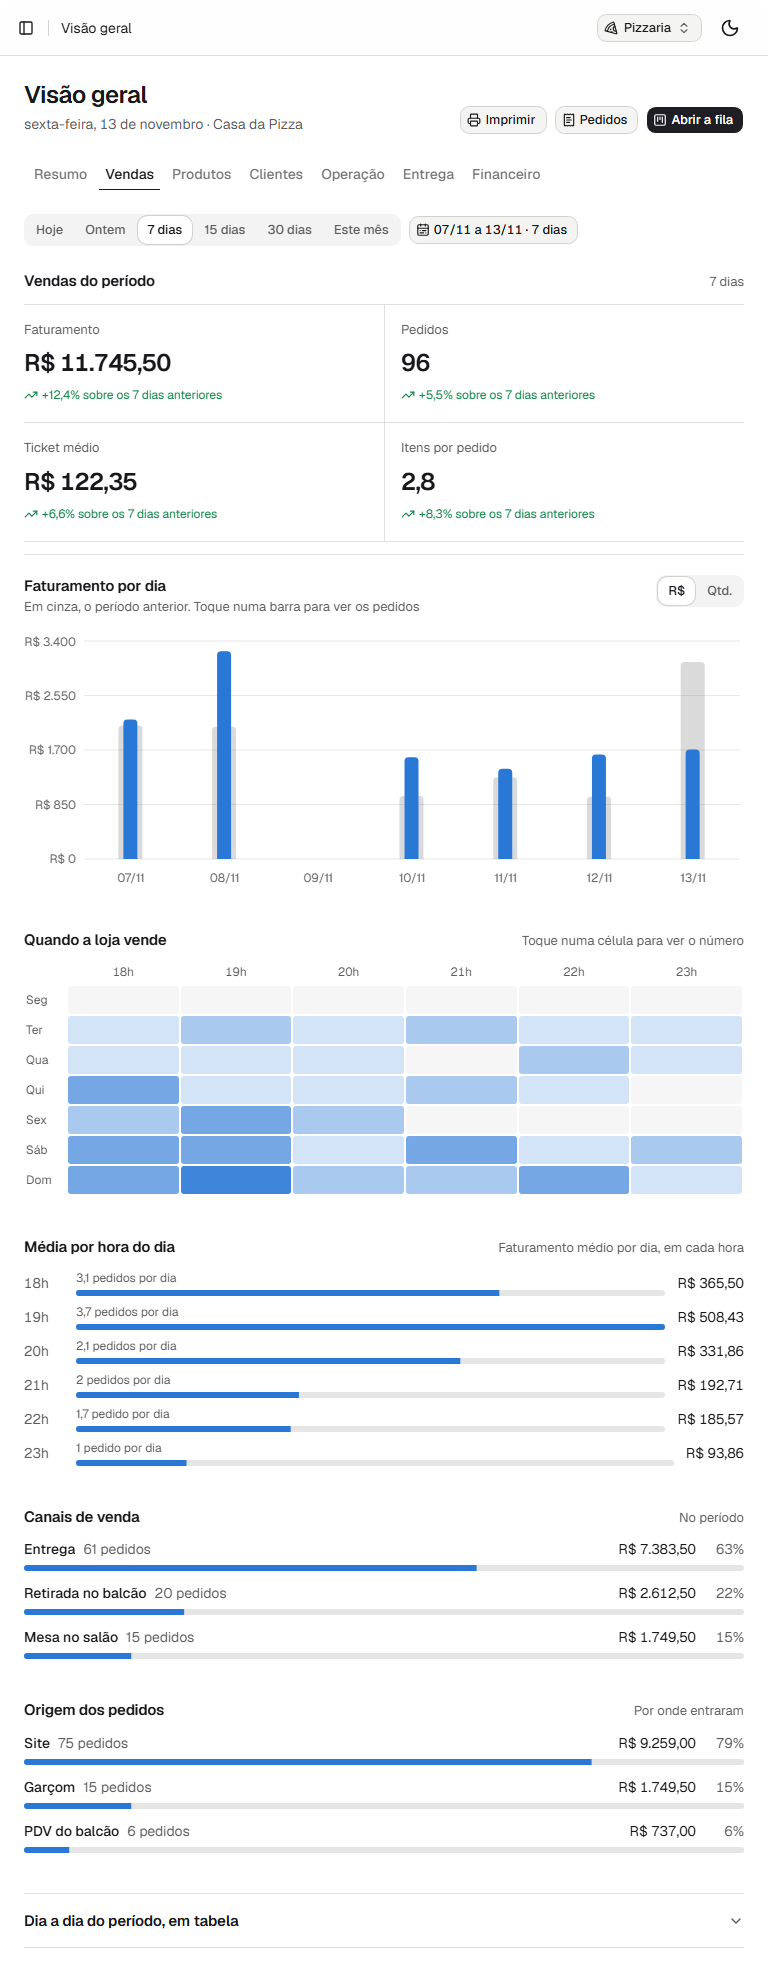 Visão geral
Pizzaria
Visão geral
sexta-feira, 13 de novembro · Casa da Pizza
Imprimir
Pedidos
Abrir a fila
Resumo Vendas Produtos Clientes Operação Entrega Financeiro
Hoje Ontem 7 dias 15 dias 30 dias Este mês
07/11 a 13/11 · 7 dias
Vendas do período
7 dias
Faturamento
R$ 11.745,50
+12,4% sobre os 7 dias anteriores
Pedidos
96
+5,5% sobre os 7 dias anteriores
Ticket médio
R$ 122,35
+6,6% sobre os 7 dias anteriores
Itens por pedido
2,8
+8,3% sobre os 7 dias anteriores
Faturamento por dia
Em cinza, o período anterior. Toque numa barra para ver os pedidos
R$ Qtd.
R$ 3.400
R$ 2.550
R$ 1.700
R$ 850
R$ 0
07/11 08/11 09/11 10/11 11/11 12/11 13/11
Quando a loja vende
Toque numa célula para ver o número
18h 19h 20h 21h 22h 23h
Seg
Ter
Qua
Qui
Sex
Sáb
Dom
Média por hora do dia
Faturamento médio por dia, em cada hora
18h 3,1 pedidos por dia R$ 365,50
19h 3,7 pedidos por dia R$ 508,43
20h 2,1 pedidos por dia R$ 331,86
21h 2 pedidos por dia R$ 192,71
22h 1,7 pedido por dia R$ 185,57
23h 1 pedido por dia R$ 93,86
Canais de venda
No período
Entrega 61 pedidos R$ 7.383,50 63%
Retirada no balcão 20 pedidos R$ 2.612,50 22%
Mesa no salão 15 pedidos R$ 1.749,50 15%
Origem dos pedidos
Por onde entraram
Site 75 pedidos R$ 9.259,00 79%
Garçom 15 pedidos R$ 1.749,50 15%
PDV do balcão 6 pedidos R$ 737,00 6%
Dia a dia do período, em tabela